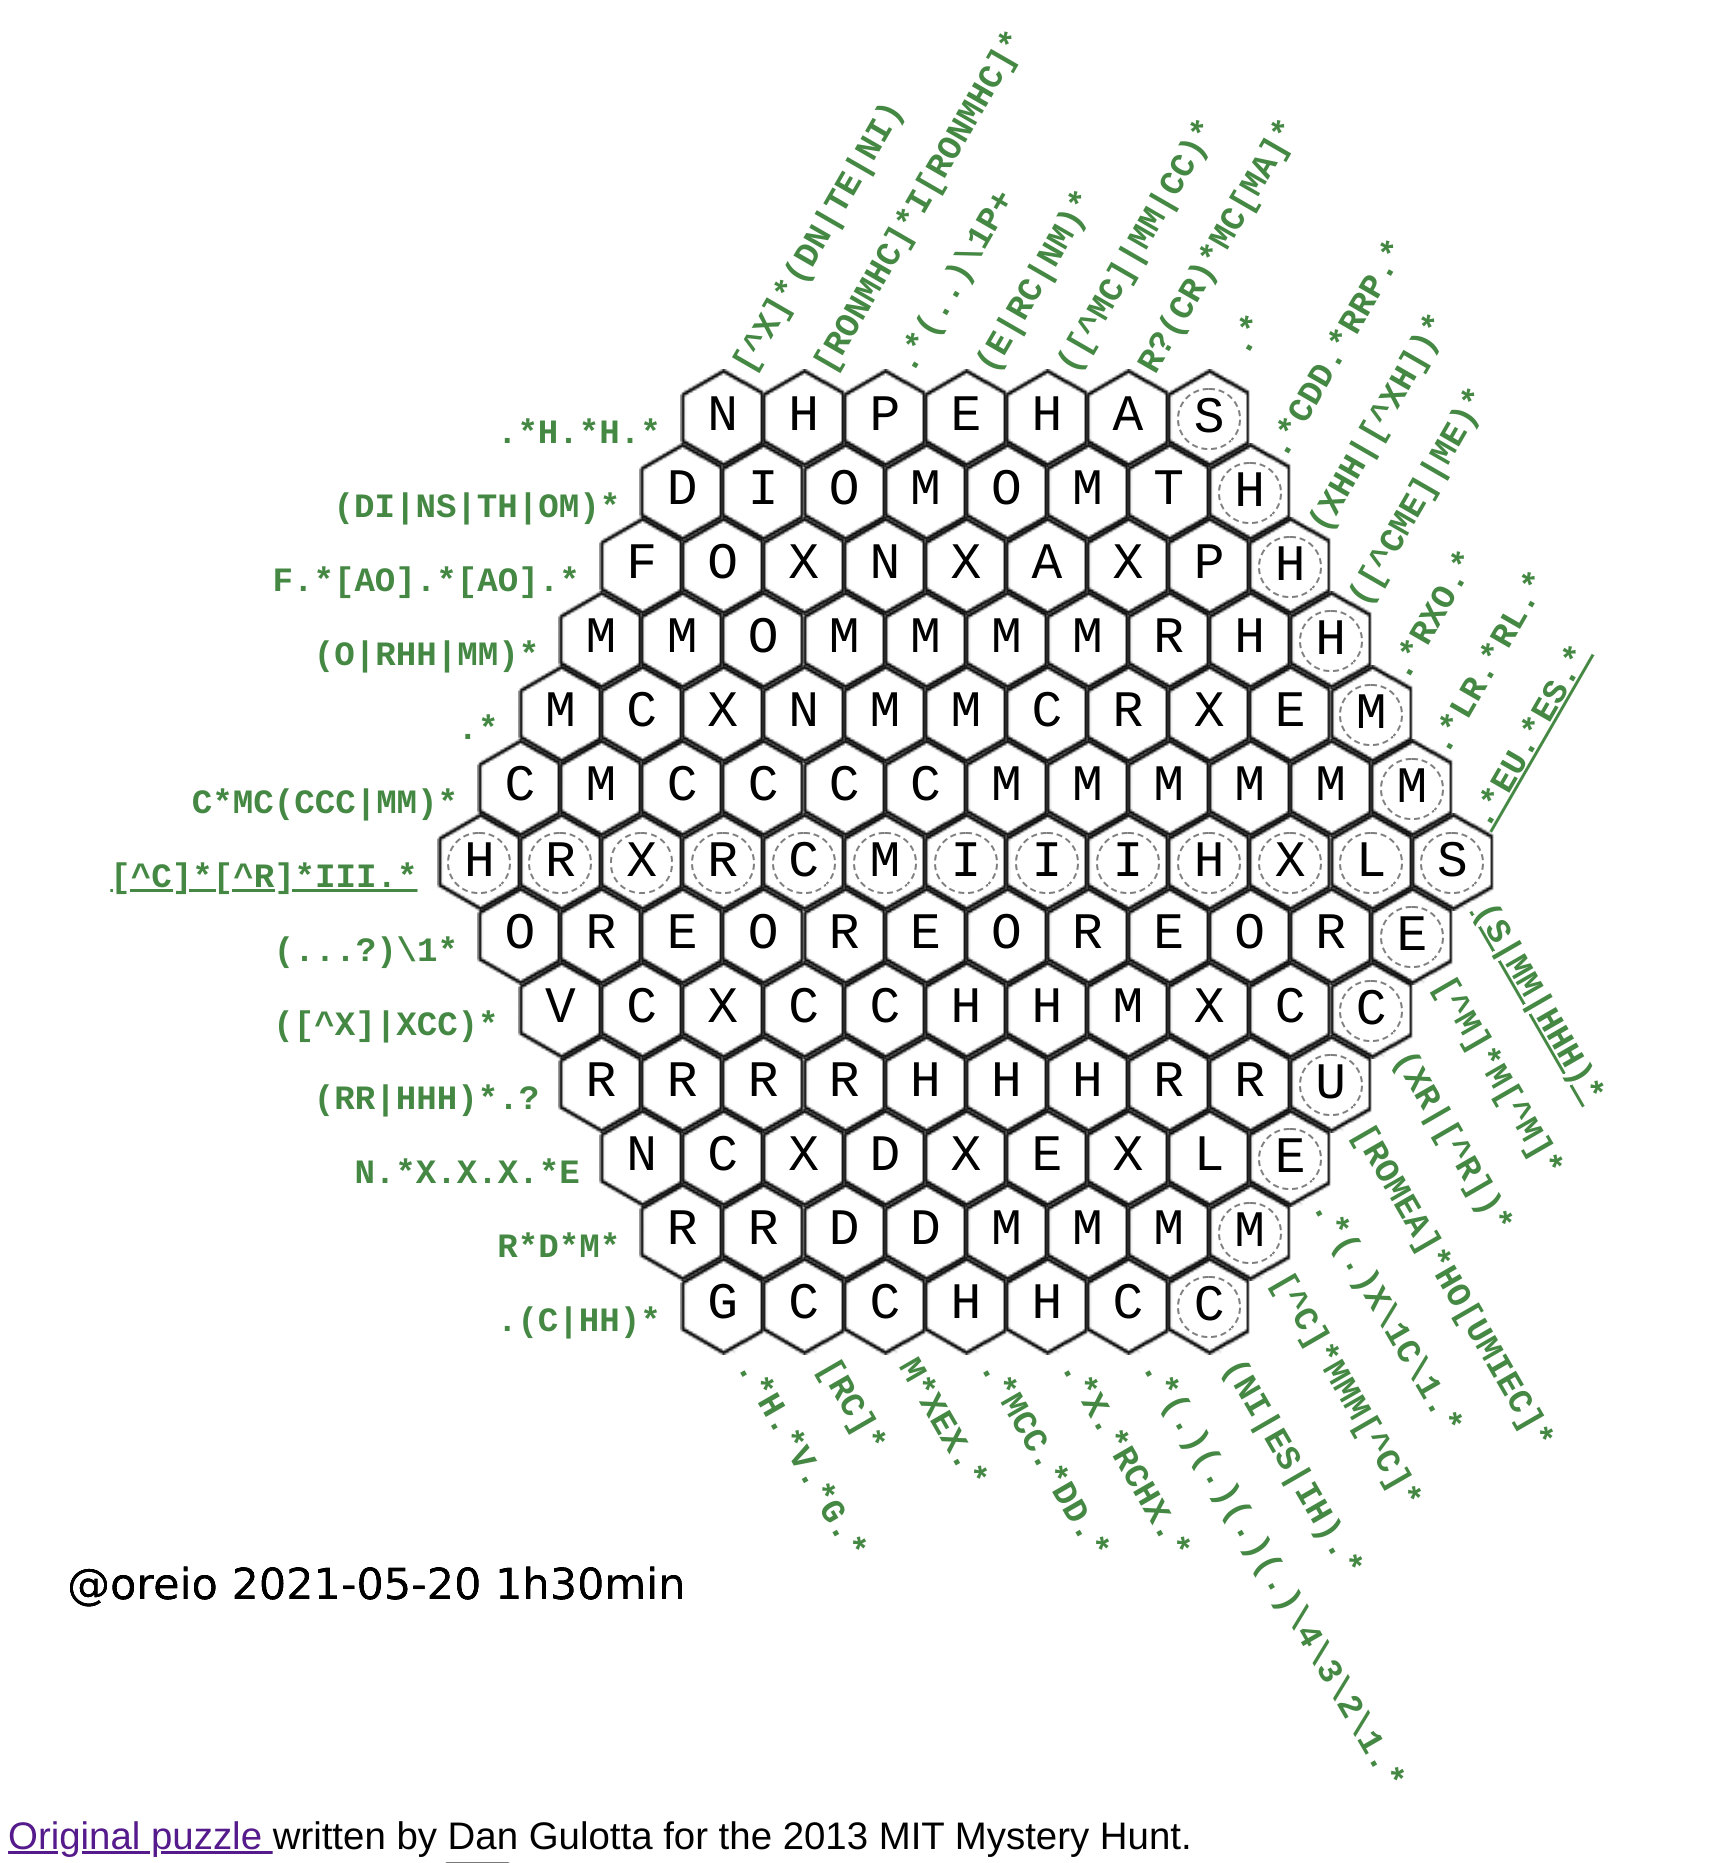 [^X]*(DN|TE|NI)
[RONMHC]*I[RONMHC]*
.*(..)\1P+
(E|RC|NM)*
([^MC]|MM|CC)*
R?(CR)*MC[MA]*
.*
.*CDD.*RRP.*
(XHH|[^XH])*
([^CME]|ME)*
.*RXO.*
.*LR.*RL.*
.*EU.*ES.*
.*H.*H.* N H P E H A S
(DI|NS|TH|OM)* D I O M O M T H
F.*[AO].*[AO].* F O X N X A X P H
(O|RHH|MM)* M M O M M M M R H H
.* M C X N M M C R X E M
C*MC(CCC|MM)* C M C C C C M M M M M M
[^C]*[^R]*III.* H R X R C M I I I H X L S
(...?)\1* O R E O R E O R E O R E
([^X]|XCC)* V C X C C H H M X C C
(RR|HHH)*.? R R R R H H H R R U
N.*X.X.X.*E N C X D X E X L E
R*D*M* R R D D M M M M
.(C|HH)* G C C H H C C
(S|MM|HHH)*
[^M]*M[^M]*
(XR|[^R])*
[ROMEA]*HO[UMIEC]*
.*(.)X\1C\1.*
[^C]*MMM[^C]*
(NI|ES|IH).*
.*(.)(.)(.)(.)\4\3\2\1.*
.*X.*RCHX.*
.*MCC.*DD.*
M*XEX.*
[RC]*
.*H.*V.*G.*
@oreio 2021-05-20 1h30min
Original puzzle written by Dan Gulotta for the 2013 MIT Mystery Hunt.